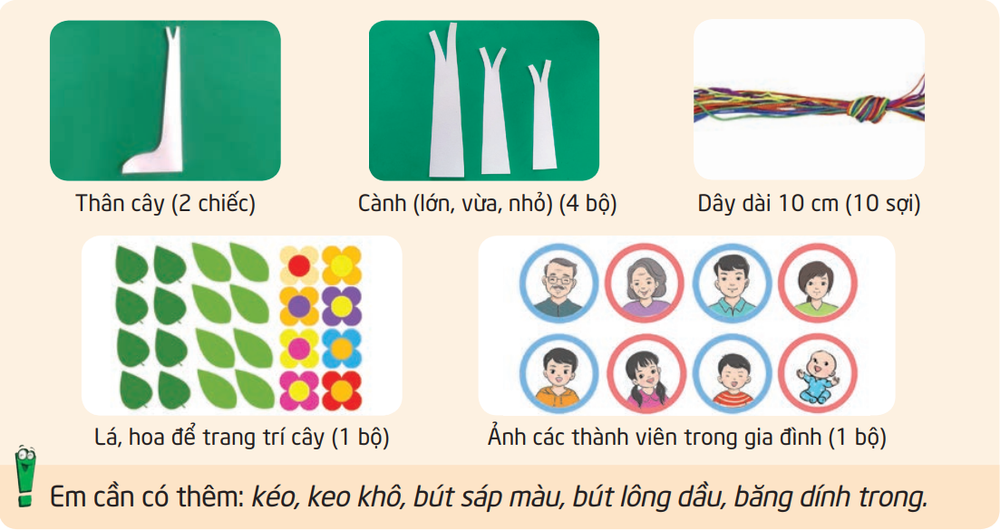 Thân cây (2 chiếc)
Cành (lớn, vừa, nhỏ) (4 bộ)
Dây dài 10 cm (10 sợi)
Lá, hoa để trang trí cây (1 bộ)
Ảnh các thành viên trong gia đình (1 bộ)
Em cần có thêm: kéo, keo khô, bút sáp màu, bút lông dầu, băng dính trong.